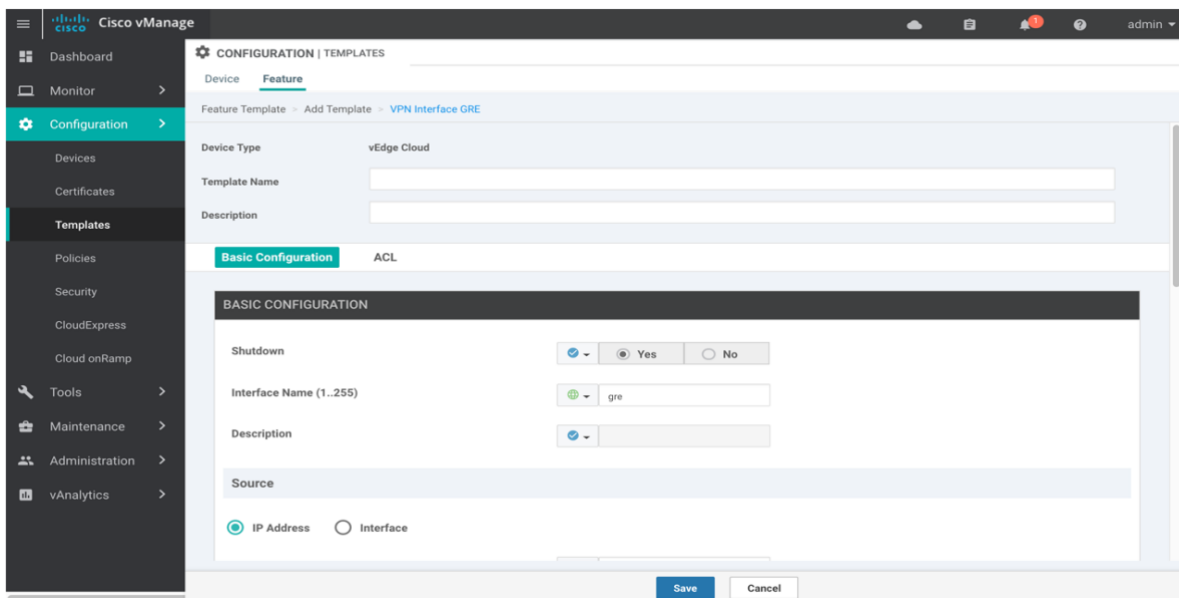 cisco Cisco vManage
1
admin
Dashboard
Monitor
Configuration
Devices
Certificates
Templates
Policies
Security
CloudExpress
Cloud onRamp
Tools
Maintenance
Administration
vAnalytics
CONFIGURATION | TEMPLATES
Device Feature
Feature Template > Add Template > VPN Interface GRE
Device Type vEdge Cloud
Template Name
Description
Basic Configuration ACL
BASIC CONFIGURATION
Shutdown Yes No
Interface Name (1..255) gre
Description
Source
IP Address Interface
Save Cancel